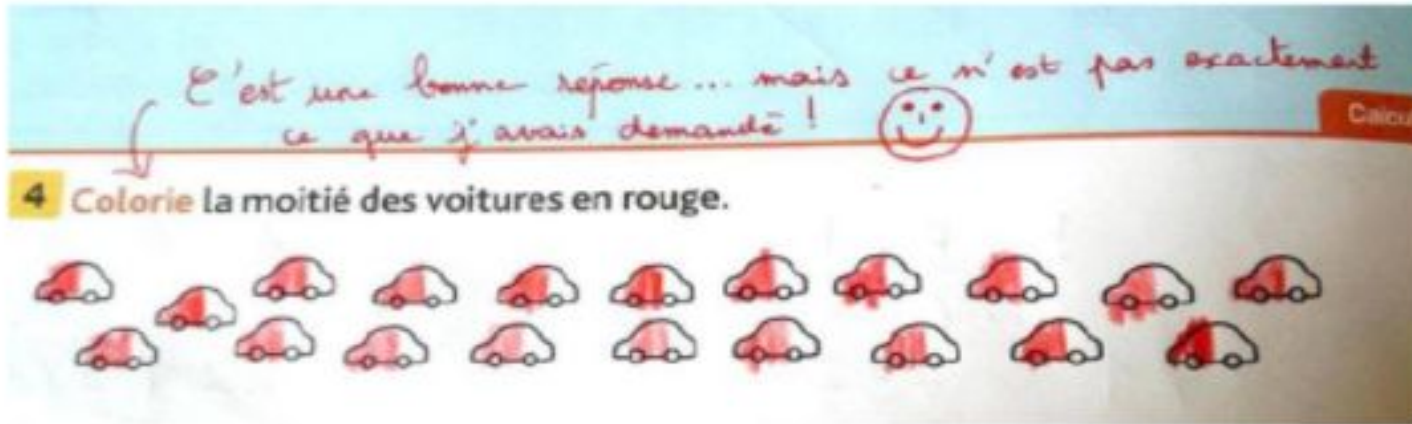 C'est une bonne réponse... mais ce n'est pas exactement
ce que j'avais demandé !
Calcu
4 Colorie la moitié des voitures en rouge.